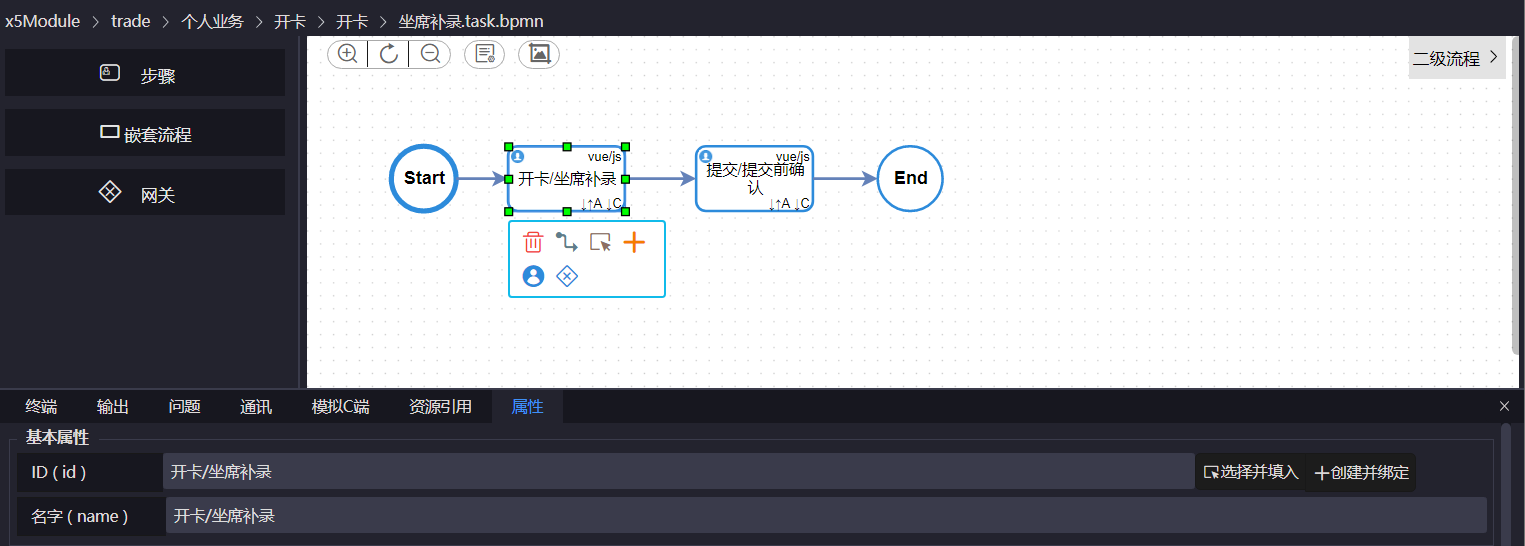 x5Module > trade > 个人业务 > 开卡 > 开卡 > 坐席补录.task.bpmn
步骤
嵌套流程
网关
二级流程 >
Start
vue/js
开卡/坐席补录
↓↑A ↓C
vue/js
提交/提交前确
认
↓↑A ↓C
End
终端 输出 问题 通讯 模拟C端 资源引用 属性
基本属性
ID ( id ) 开卡/坐席补录 选择并填入 创建并绑定
名字 ( name ) 开卡/坐席补录